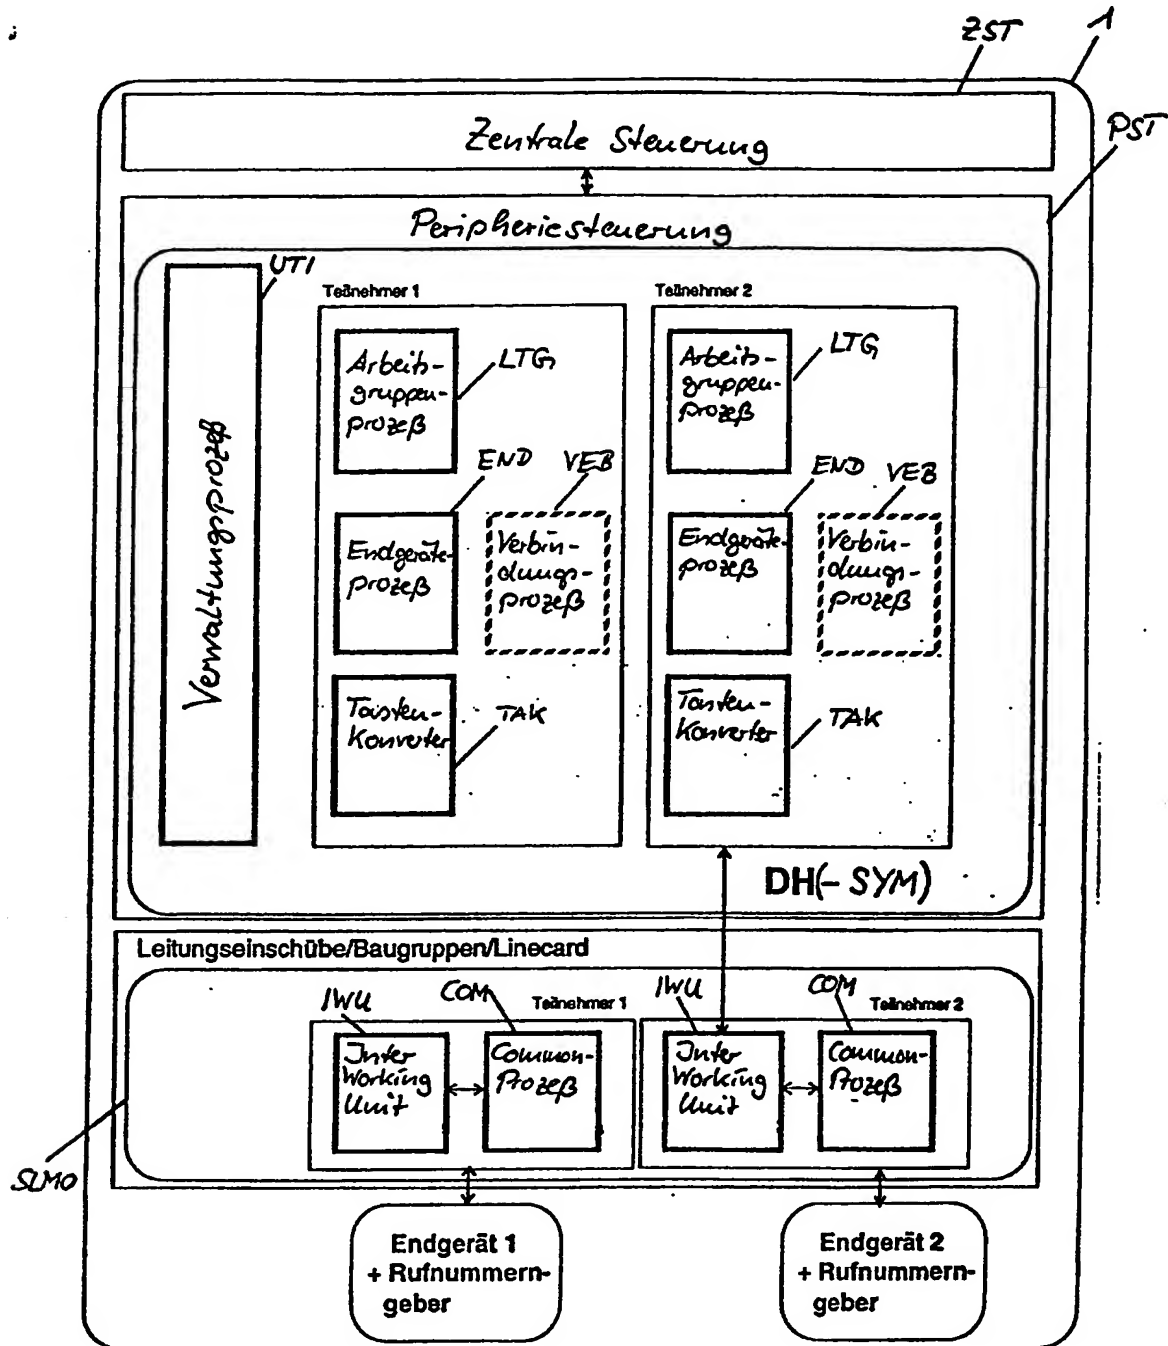 ZST
1
Zentrale Steuerung
PST
Peripheriesteuerung
UTI
Verwaltungsprozeß
Teilnehmer 1
Arbeits-
gruppen-
prozeß
LTG
END
VEB
Endgeräte-
prozeß
Verbin-
dungs-
prozeß
Tasten-
Konverter
TAK
Teilnehmer 2
Arbeits-
gruppen-
prozeß
LTG
END
VEB
Endgeräte-
prozeß
Verbin-
dungs-
prozeß
Tasten-
Konverter
TAK
DH(- SYM)
Leitungseinschübe/Baugruppen/Linecard
IWU
COM
Teilnehmer 1
Inter
Working
Unit
Common-
Prozeß
IWU
COM
Teilnehmer 2
Inter
Working
Unit
Common-
Prozeß
SLMO
Endgerät 1
+ Rufnummern-
geber
Endgerät 2
+ Rufnummern-
geber